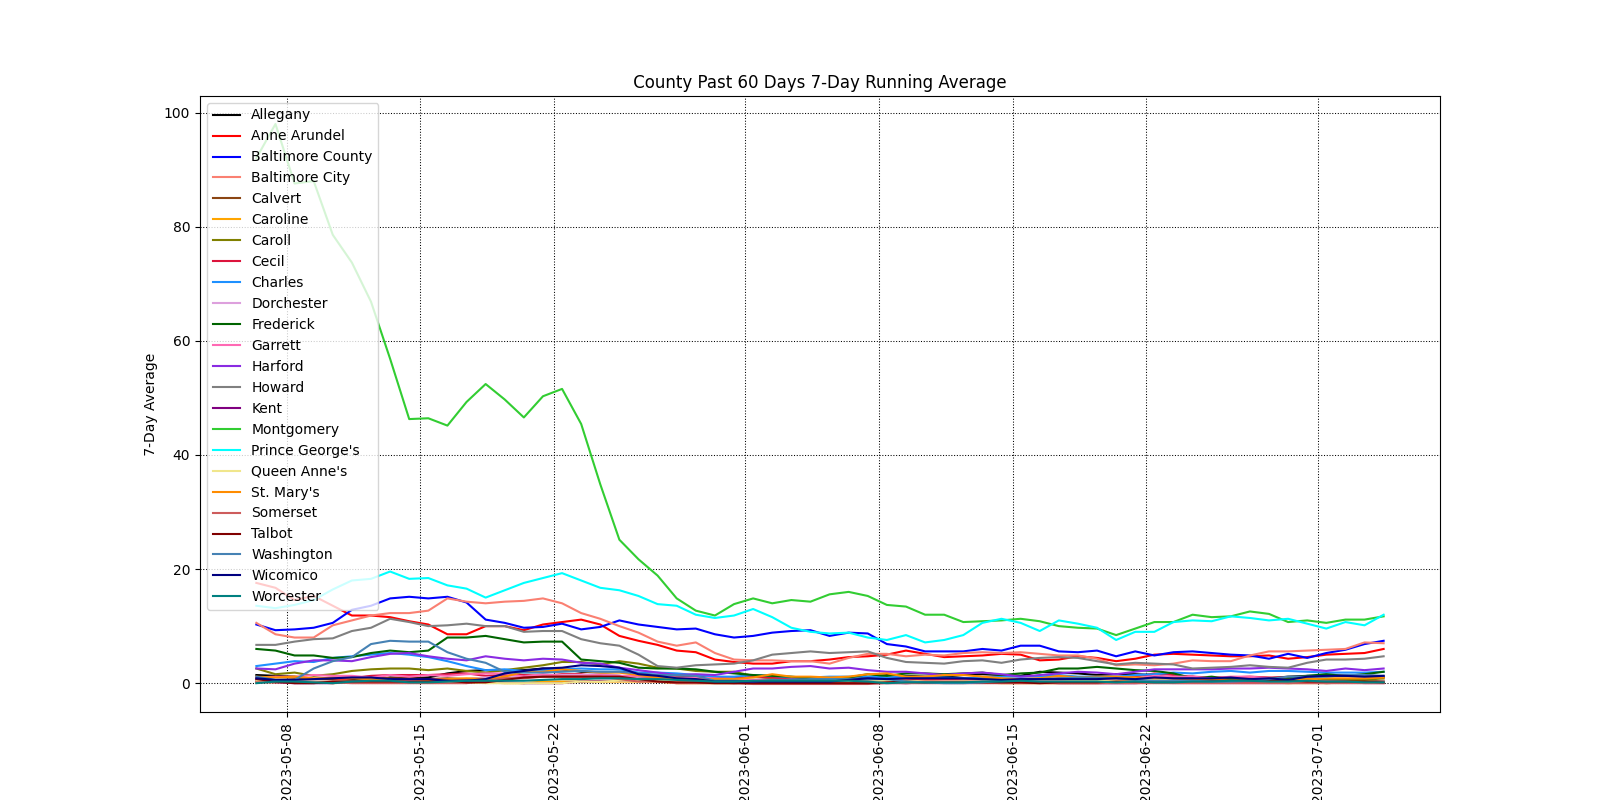 County Past 60 Days 7-Day Running Average
7-Day Average
100
80
60
40
20
0
Allegany
Anne Arundel
Baltimore County
Baltimore City
Calvert
Caroline
Caroll
Cecil
Charles
Dorchester
Frederick
Garrett
Harford
Howard
Kent
Montgomery
Prince George's
Queen Anne's
St. Mary's
Somerset
Talbot
Washington
Wicomico
Worcester
2023-05-08
2023-05-15
2023-05-22
2023-06-01
2023-06-08
2023-06-15
2023-06-22
2023-07-01